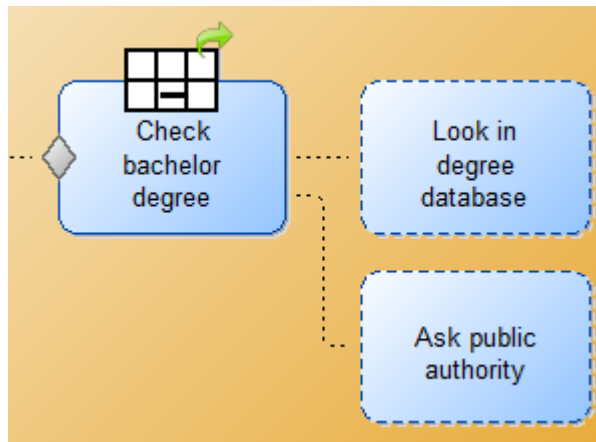 Check
bachelor
degree
Look in
degree
database
Ask public
authority